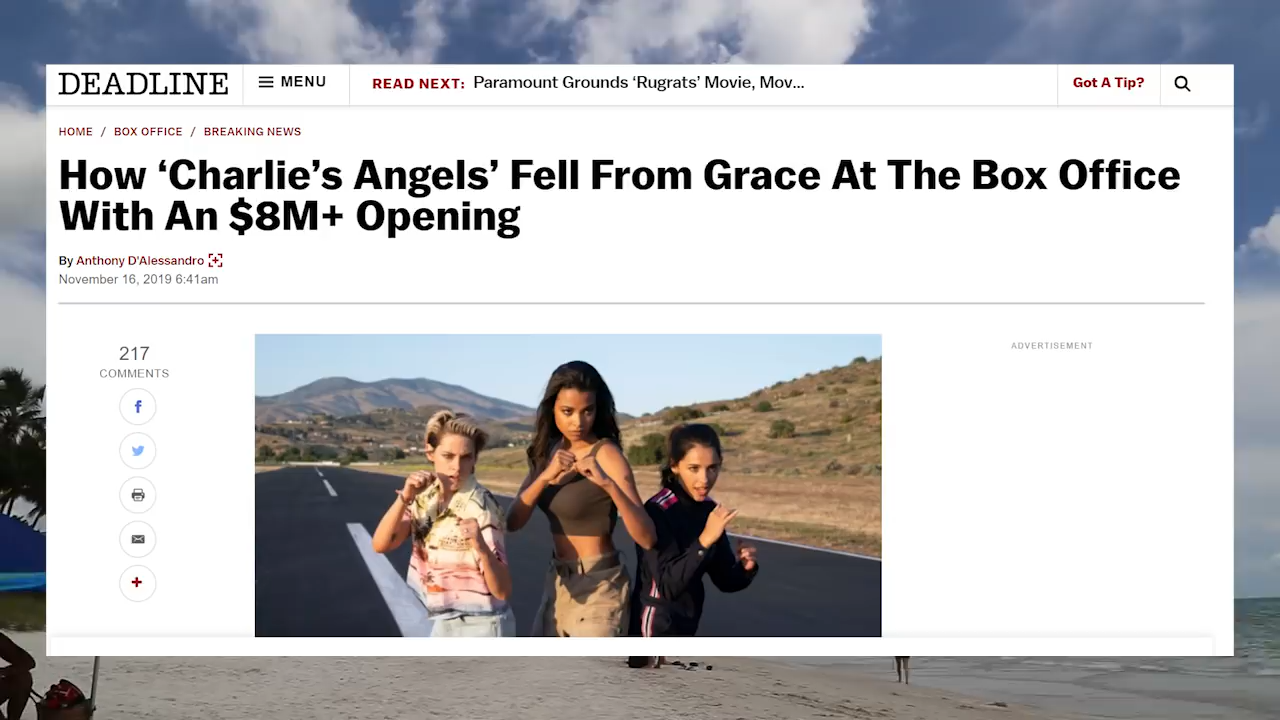 DEADLINE
MENU
READ NEXT: Paramount Grounds ‘Rugrats’ Movie, Mov...
Got A Tip?
HOME / BOX OFFICE / BREAKING NEWS
How ‘Charlie’s Angels’ Fell From Grace At The Box Office
With An $8M+ Opening
By Anthony D'Alessandro
November 16, 2019 6:41am
217
COMMENTS
ADVERTISEMENT